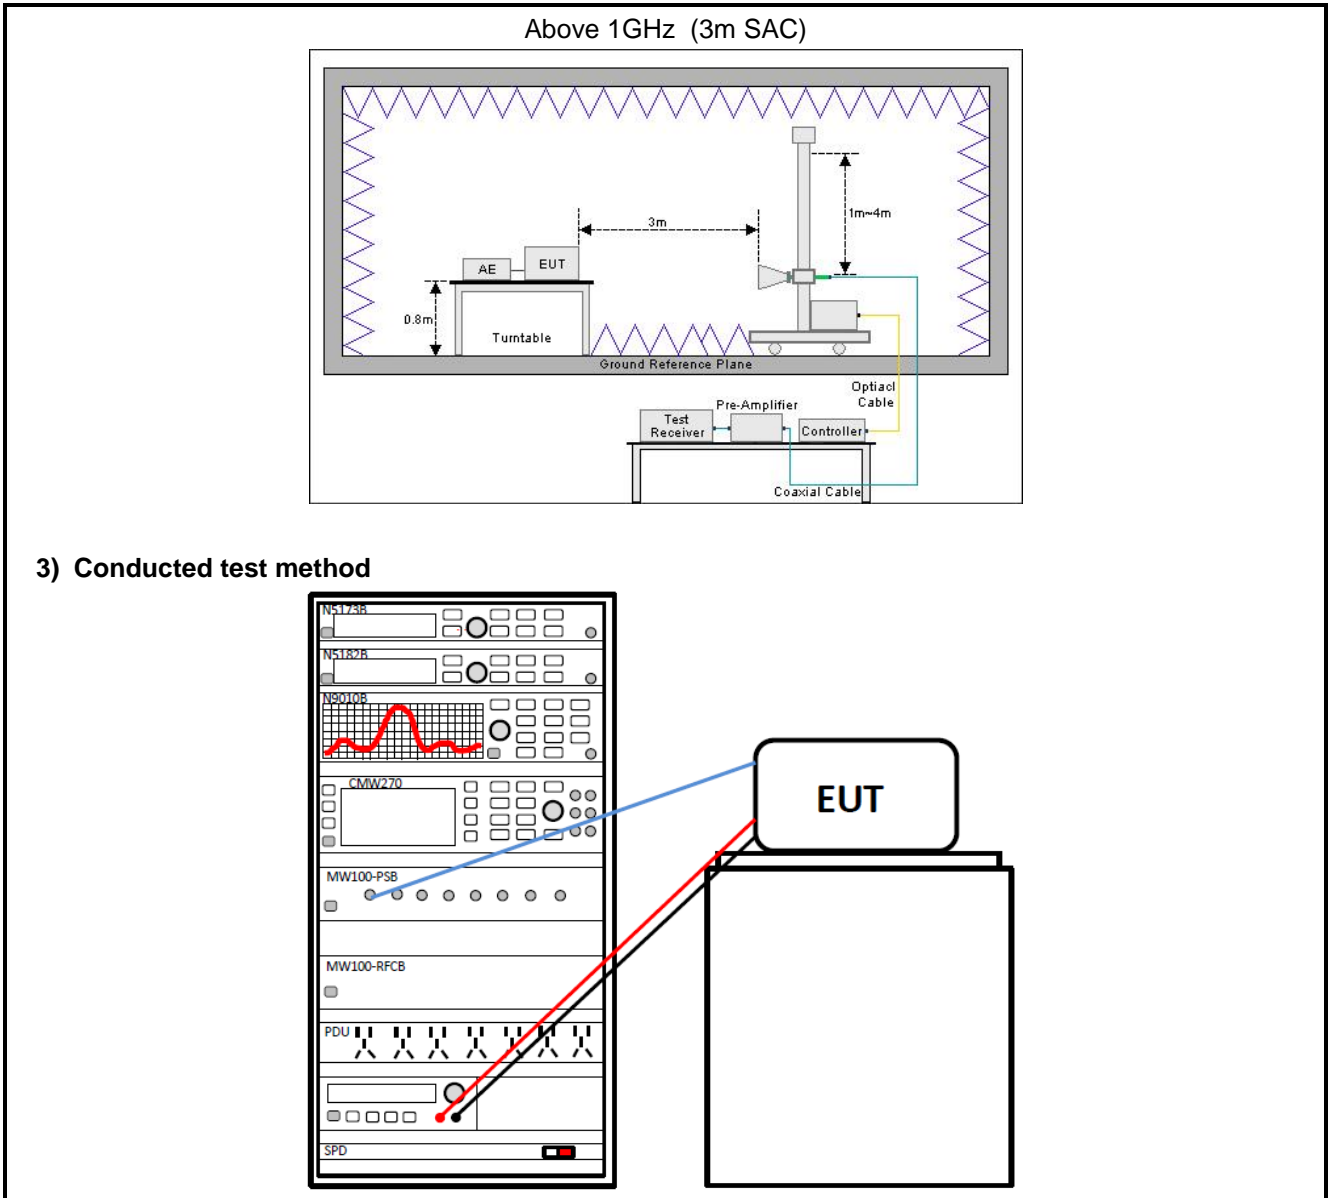 Above 1GHz (3m SAC)
3m
1m~4m
AE
EUT
0.8m
Turntable
Ground Reference Plane
Optiacl
Cable
Pre-Amplifier
Test
Receiver
Controller
Coaxial Cable
3) Conducted test method
N5173B
N5182B
N9010B
CMW270
EUT
MW100-PSB
MW100-RFCB
PDU
SPD